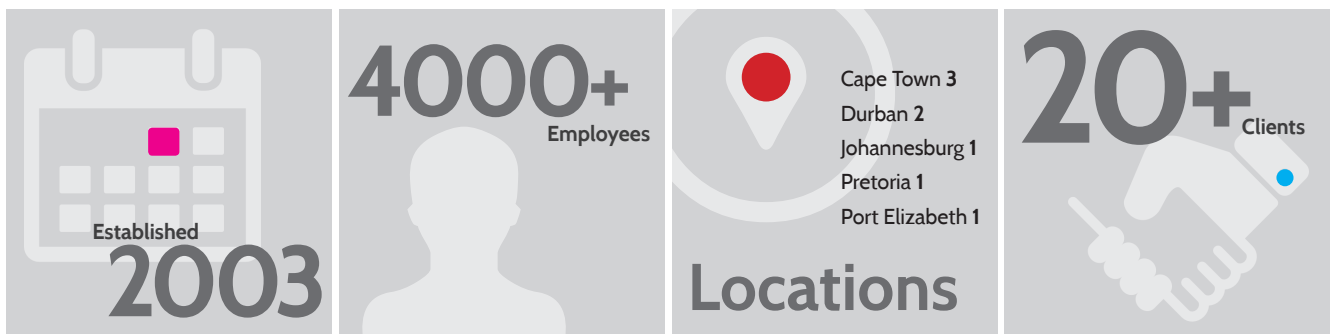 Established
2003
4000+
Employees
Cape Town 3
Durban 2
Johannesburg 1
Pretoria 1
Port Elizabeth 1
Locations
20+
Clients